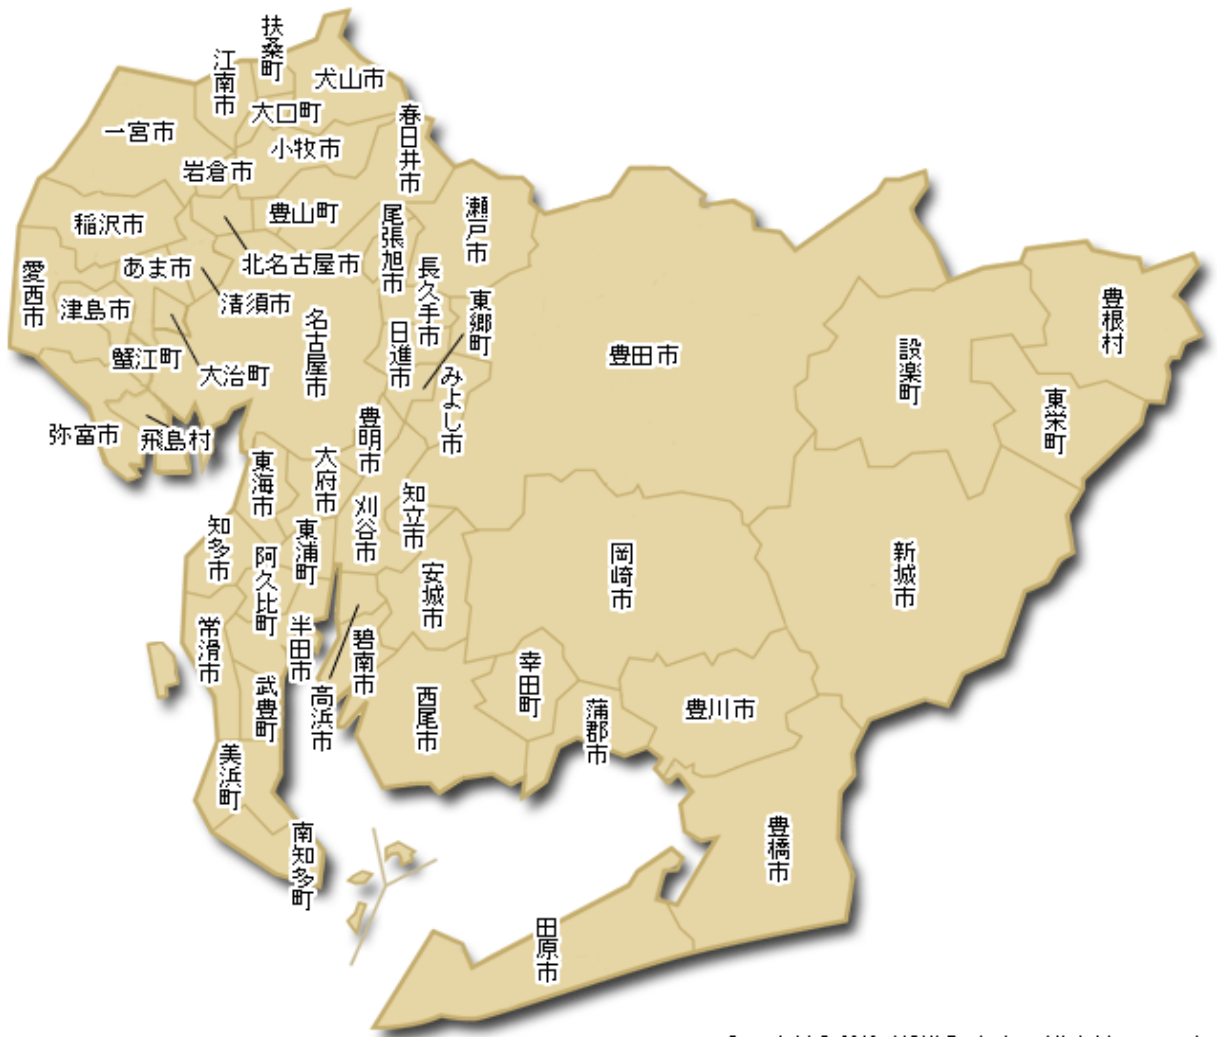 扶桑町
江南市
犬山市
大口町
一宮市
春日井市
小牧市
岩倉市
稲沢市
豊山町
瀬戸市
尾張旭市
北名古屋市
あま市
愛西市
長久手市
津島市
清須市
東郷町
豊根村
名古屋市
日進市
蟹江町
大治町
豊田市
設楽町
みよし市
東栄町
弥富市
飛島村
豊明市
東海市
大府市
知立市
刈谷市
知多市
東浦町
阿久比町
岡崎市
新城市
安城市
常滑市
半田市
碧南市
武豊町
高浜市
西尾市
幸田町
蒲郡市
豊川市
美浜町
南知多町
豊橋市
田原市